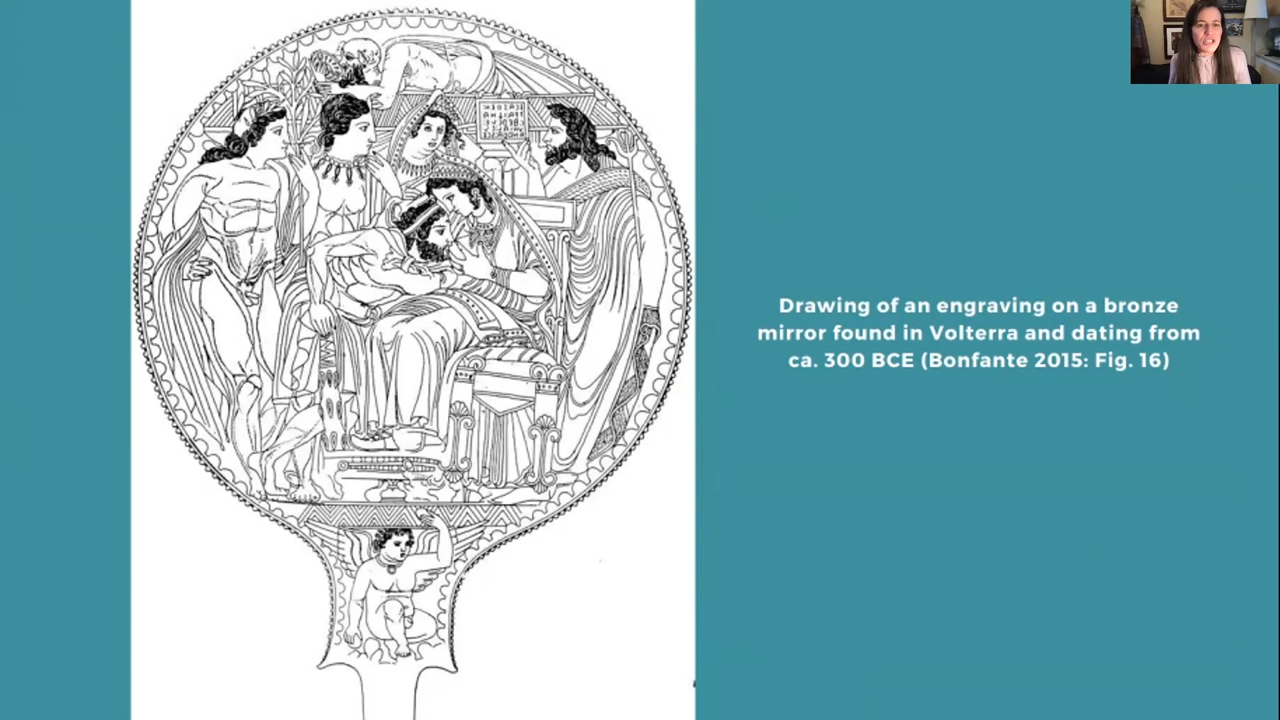 Drawing of an engraving on a bronze
mirror found in Volterra and dating from
ca. 300 BCE (Bonfante 2015: Fig. 16)